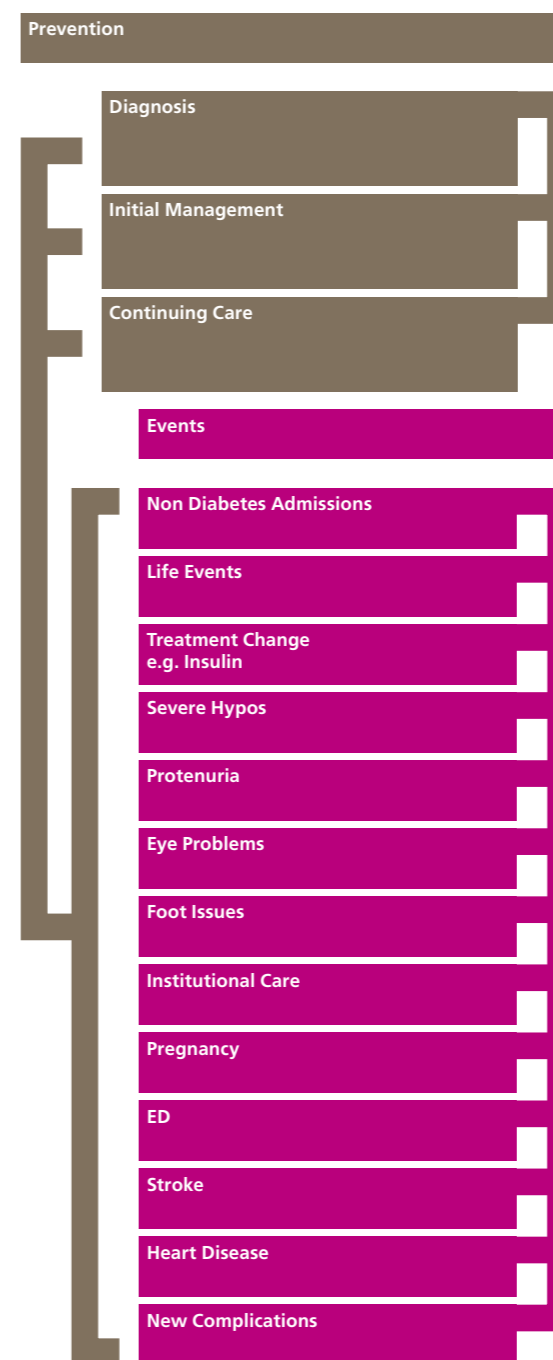 Prevention
Diagnosis
Initial Management
Continuing Care
Events
Non Diabetes Admissions
Life Events
Treatment Change
e.g. Insulin
Severe Hypos
Protenuria
Eye Problems
Foot Issues
Institutional Care
Pregnancy
ED
Stroke
Heart Disease
New Complications